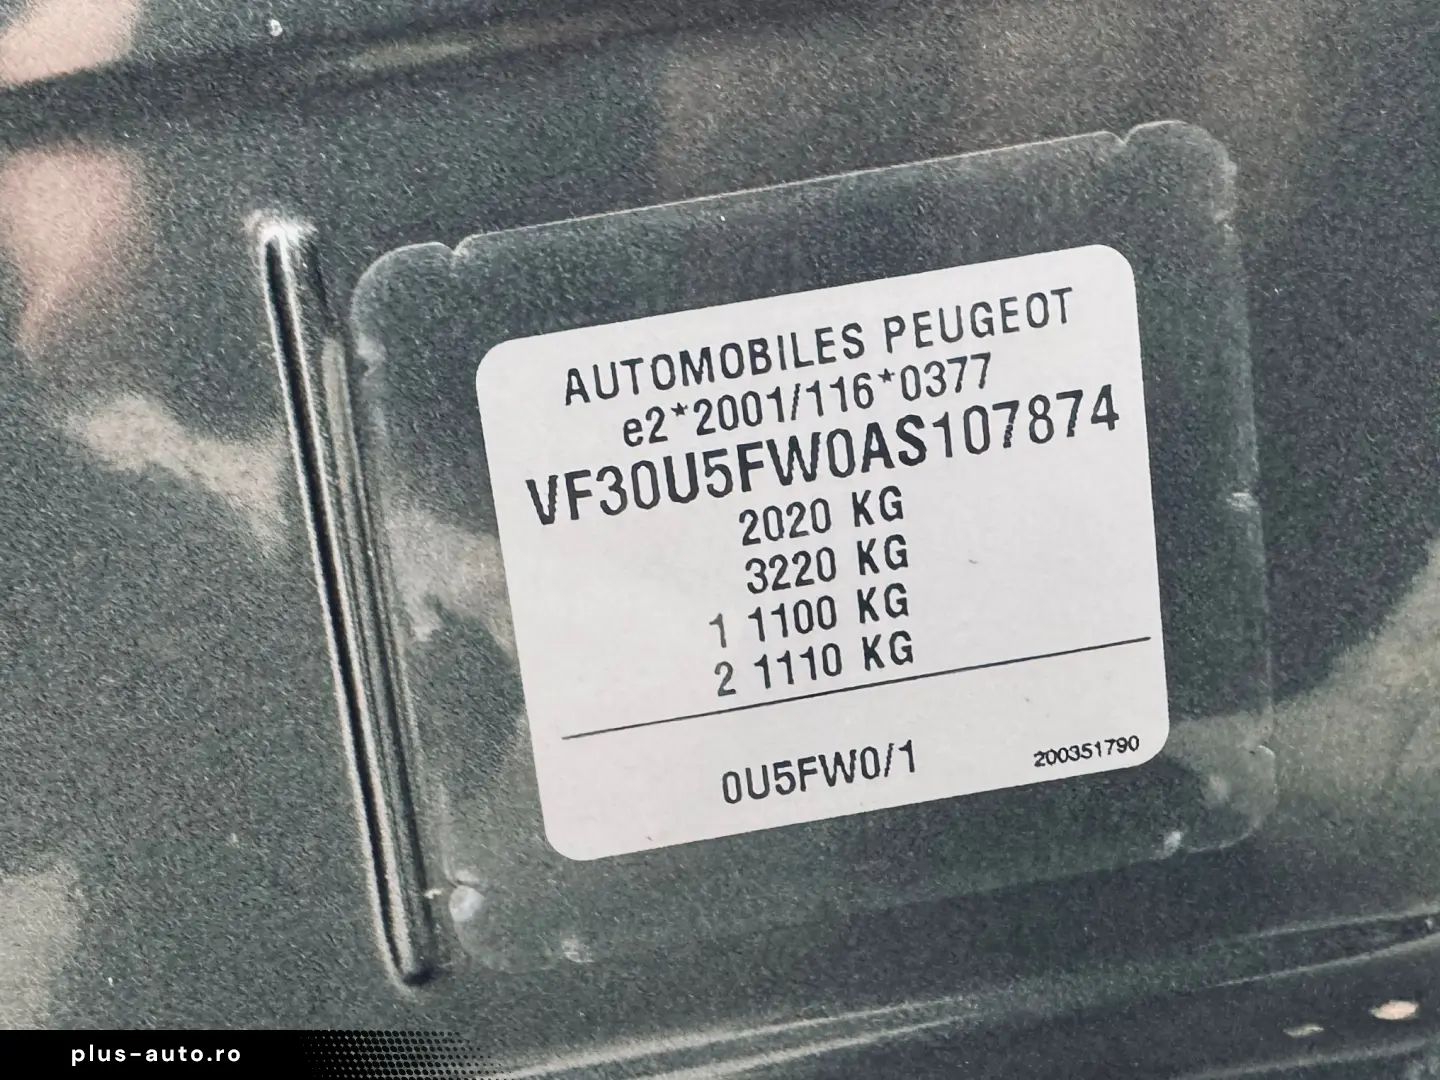 AUTOMOBILES PEUGEOT
e2*2001/116*0377
VF30U5FW0AS107874
2020 KG
3220 KG
1 1100 KG
2 1110 KG
0U5FW0/1
200351790
plus-auto.ro